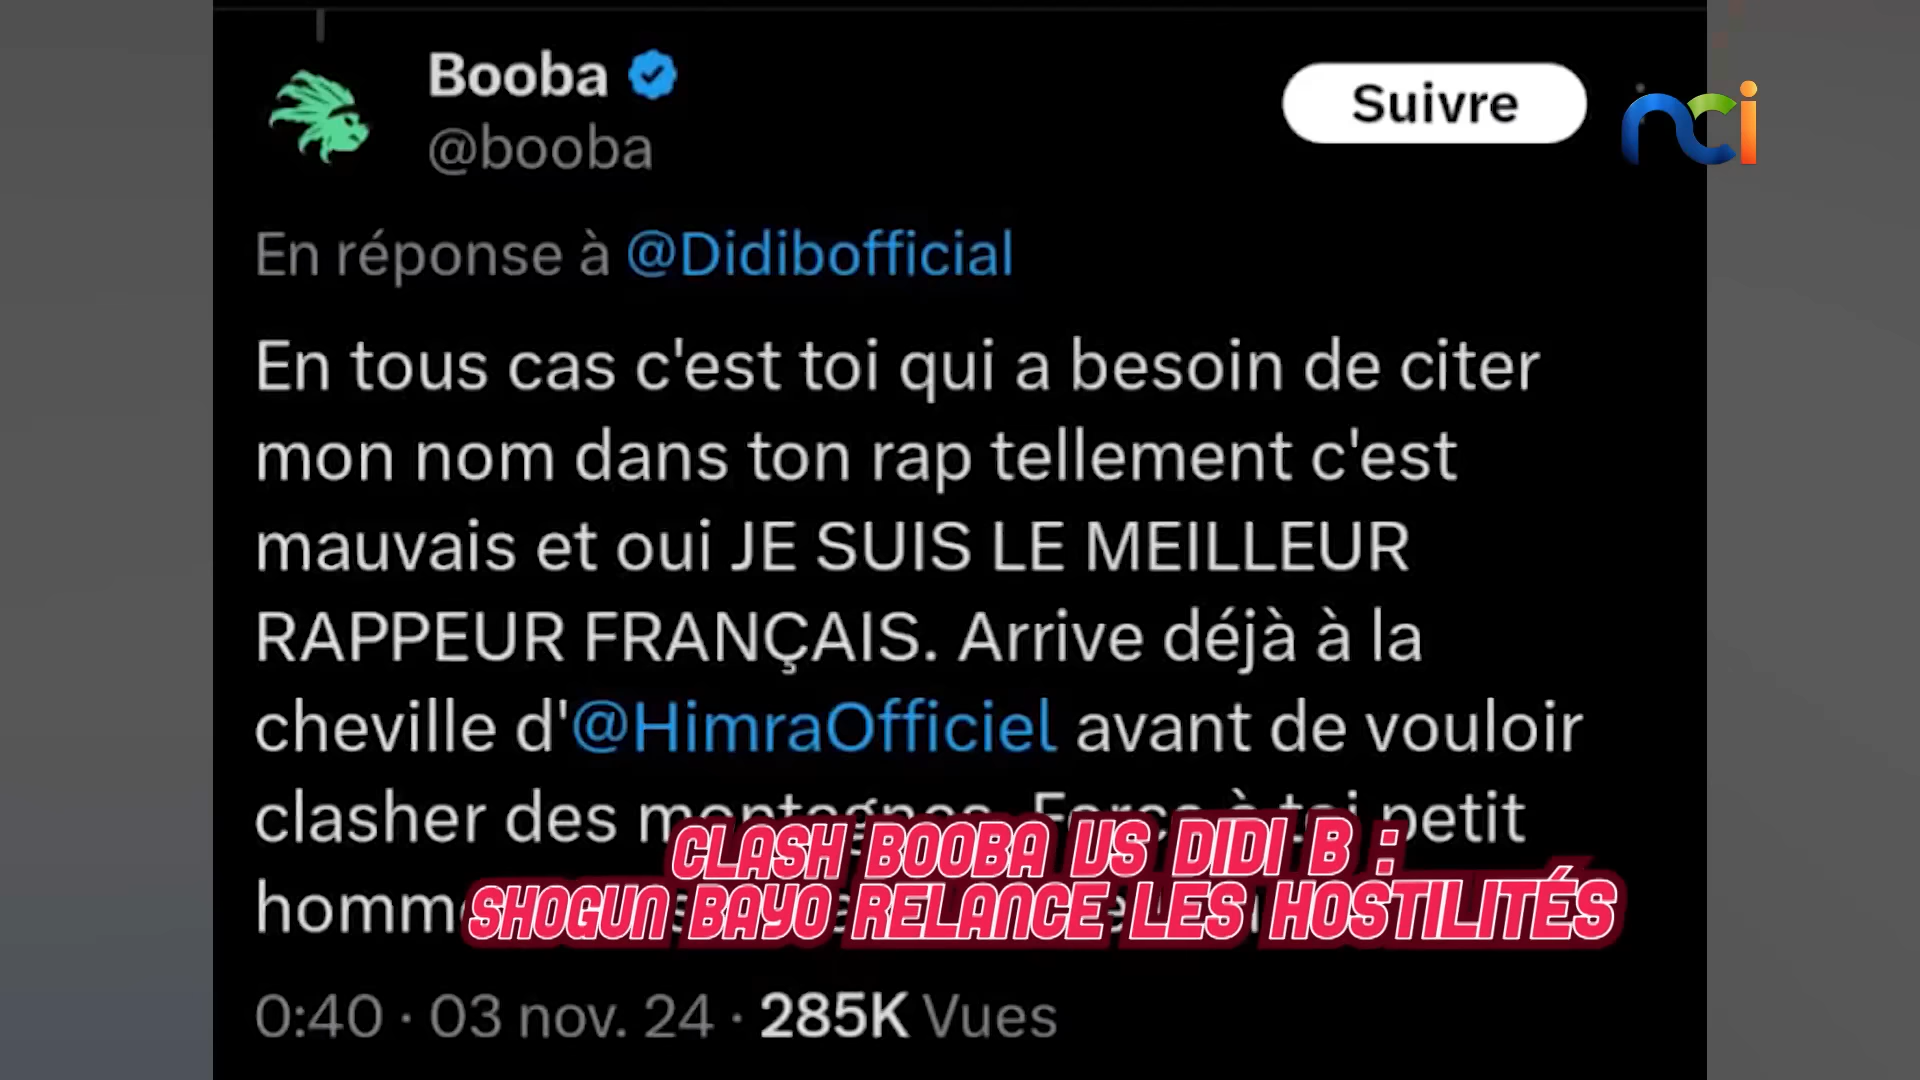 Booba
@booba
Suivre
nci
En réponse à @Didibofficial
En tous cas c'est toi qui a besoin de citer
mon nom dans ton rap tellement c'est
mauvais et oui JE SUIS LE MEILLEUR
RAPPEUR FRANÇAIS. Arrive déjà à la
cheville d'@HimraOfficiel avant de vouloir
clasher des montagnes. Force à toi petit
CLASH BOOBA VS DIDI B :
SHOGUN BAYO RELANCE LES HOSTILITÉS
0:40 · 03 nov. 24 · 285K Vues